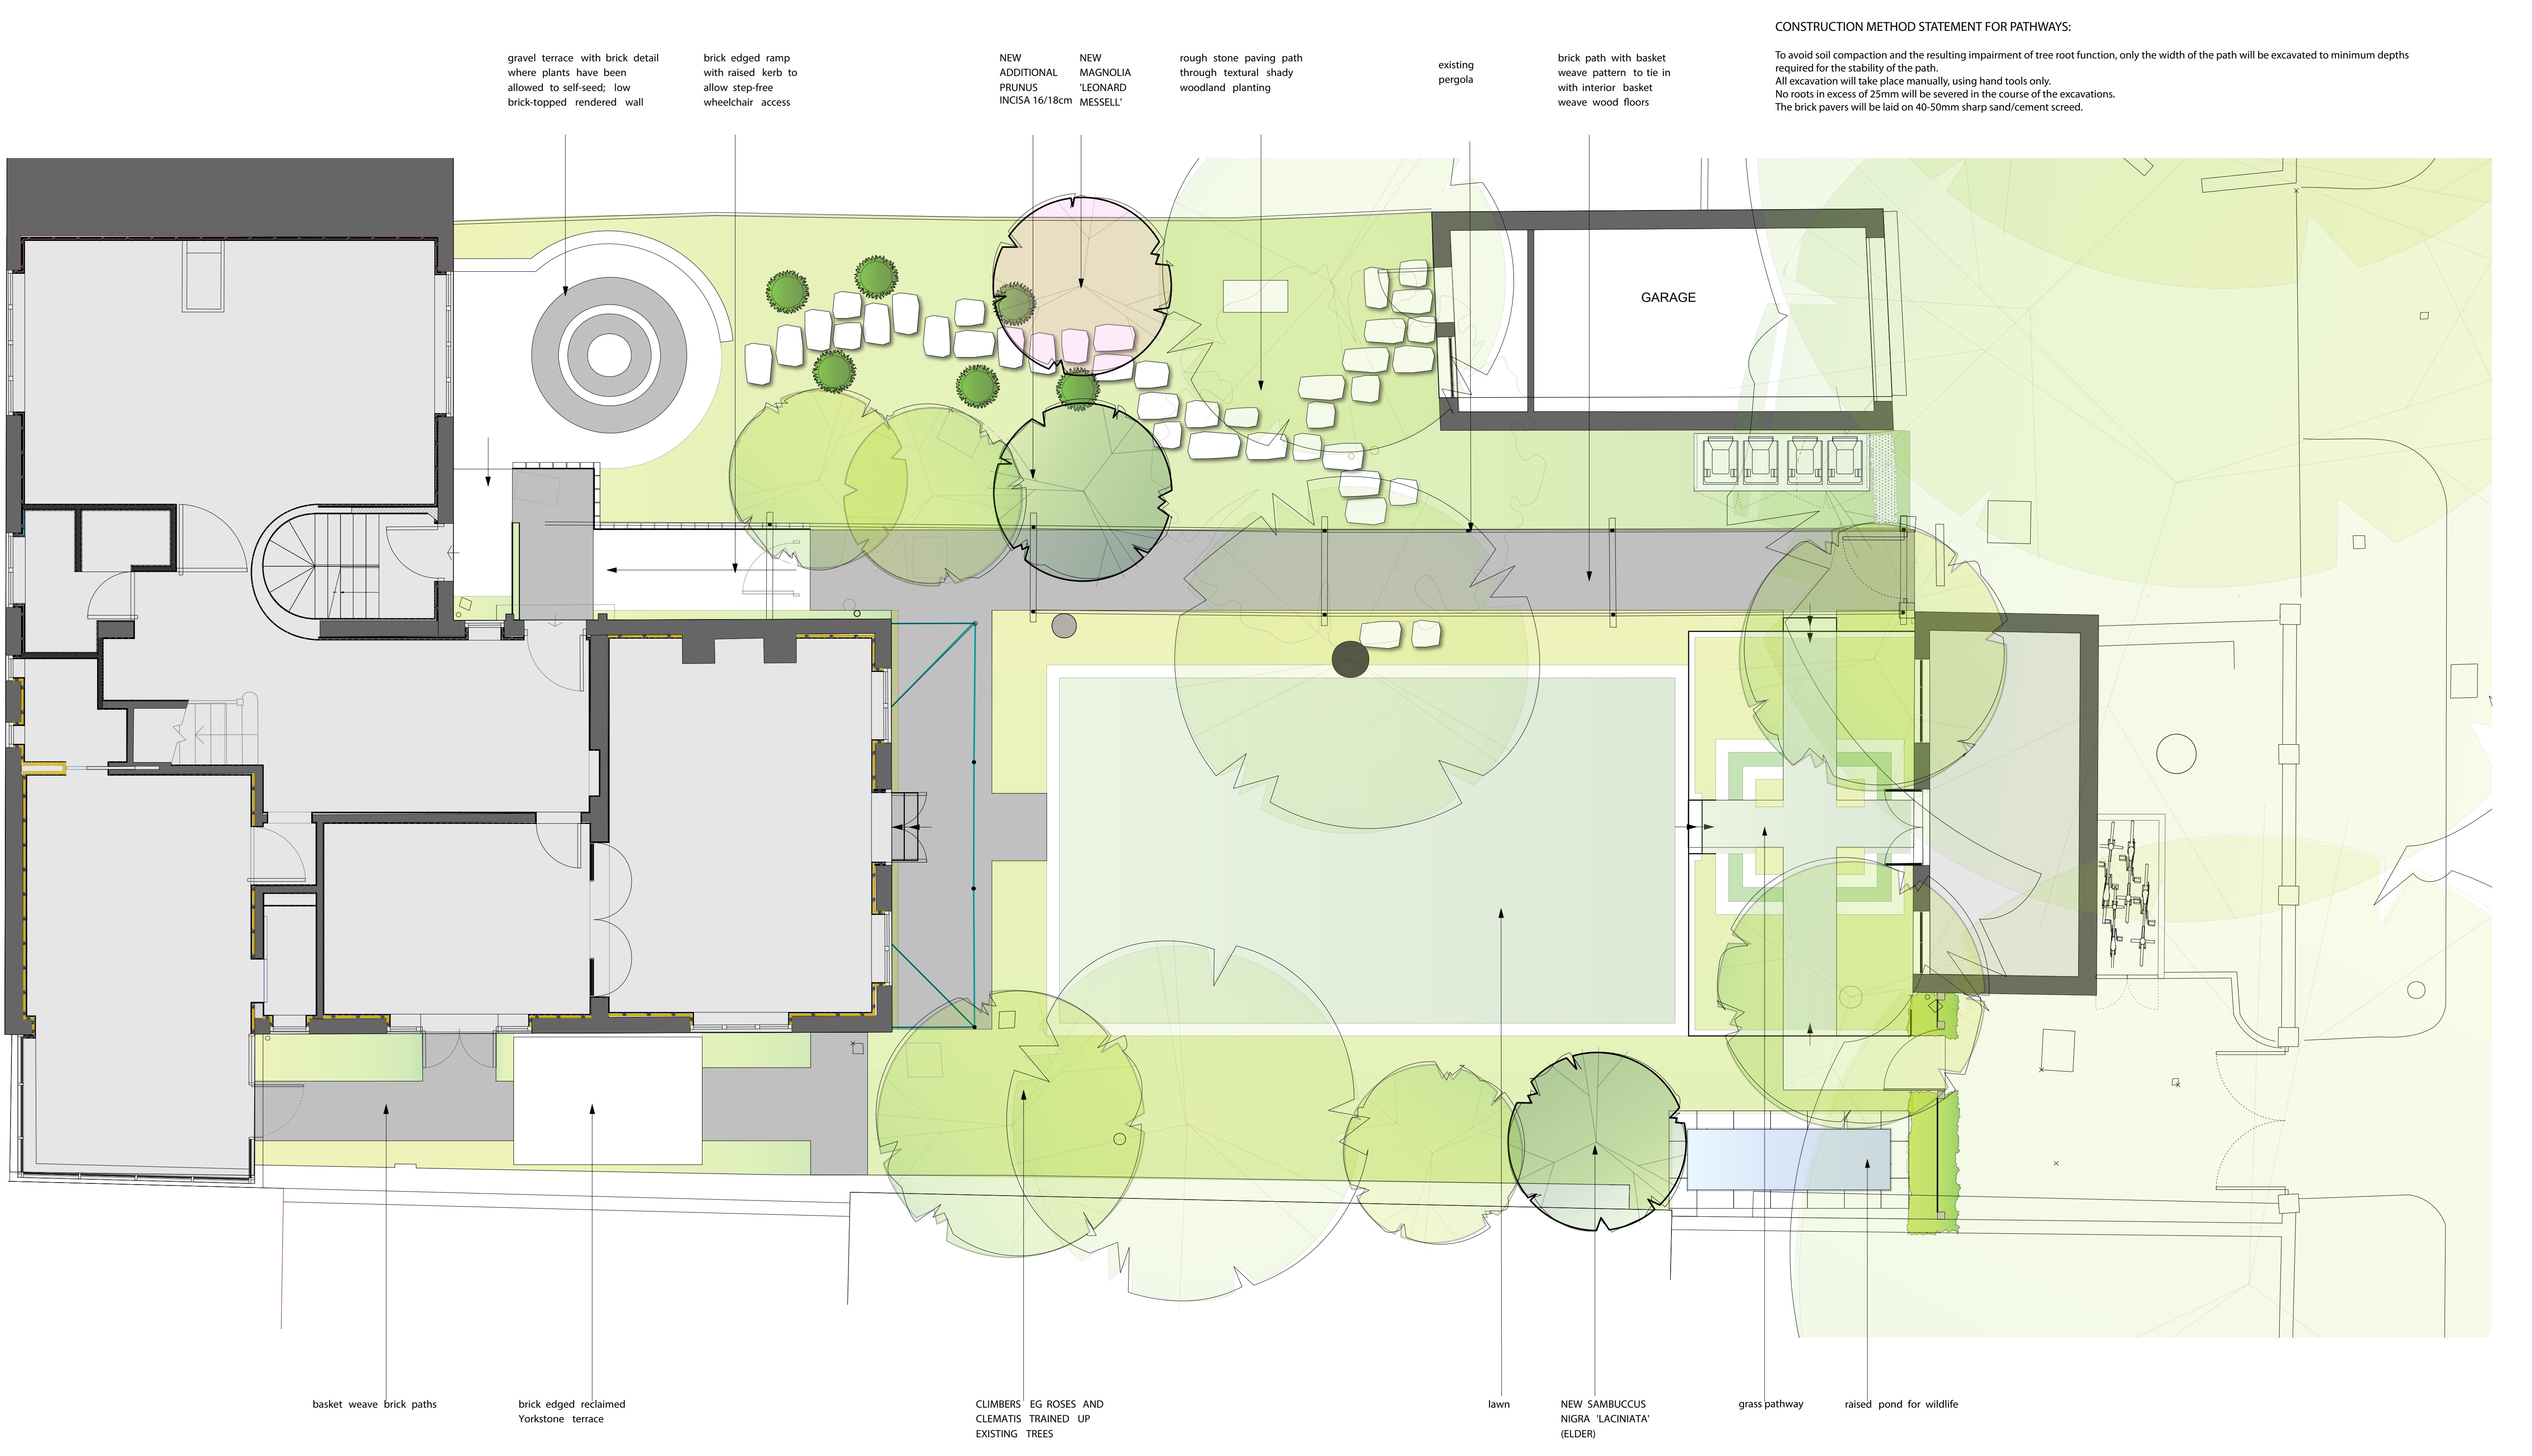 CONSTRUCTION METHOD STATEMENT FOR PATHWAYS:
To avoid soil compaction and the resulting impairment of tree root function, only the width of the path will be excavated to minimum depths
required for the stability of the path.
All excavation will take place manually, using hand tools only.
No roots in excess of 25mm will be severed in the course of the excavations.
The brick pavers will be laid on 40-50mm sharp sand/cement screed.
gravel terrace with brick detail
where plants have been
allowed to self-seed; low
brick-topped rendered wall
brick edged ramp
with raised kerb to
allow step-free
wheelchair access
NEW
ADDITIONAL
PRUNUS
INCISA 16/18cm
NEW
MAGNOLIA
'LEONARD
MESSELL'
rough stone paving path
through textural shady
woodland planting
existing
pergola
brick path with basket
weave pattern to tie in
with interior basket
weave wood floors
GARAGE
basket weave brick paths
brick edged reclaimed
Yorkstone terrace
CLIMBERS EG ROSES AND
CLEMATIS TRAINED UP
EXISTING TREES
lawn
NEW SAMBUCCUS
NIGRA 'LACINIATA'
(ELDER)
grass pathway
raised pond for wildlife